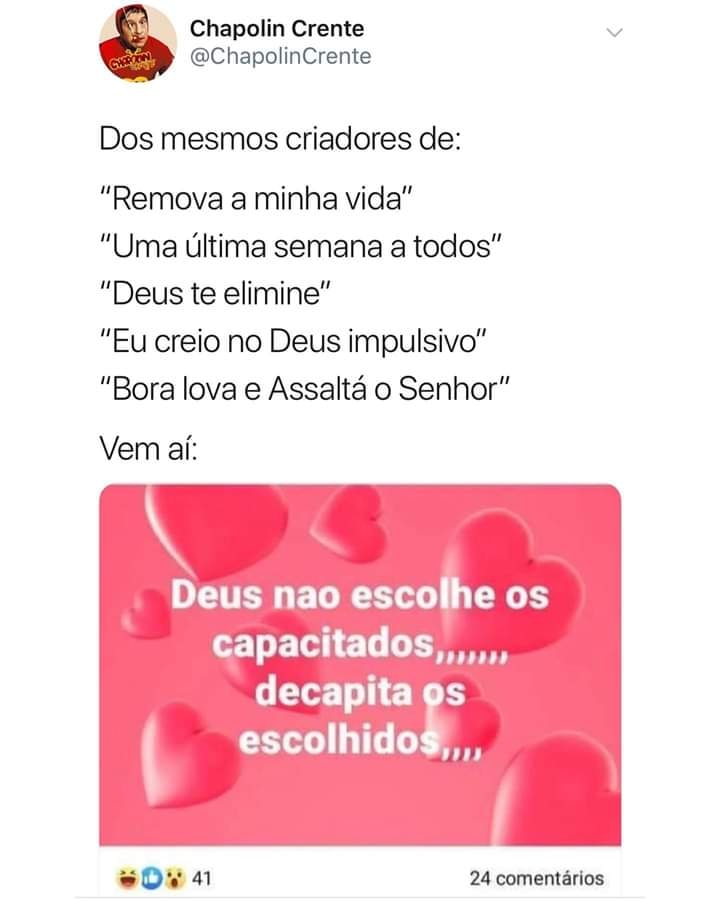 Chapolin Crente
@ChapolinCrente
Dos mesmos criadores de:
“Remova a minha vida”
“Uma última semana a todos”
“Deus te elimine”
“Eu creio no Deus impulsivo”
“Bora lova e Assaltá o Senhor”
Vem aí:
Deus nao escolhe os
capacitados,,,,,,,
decapita os
escolhidos,,,,
41
24 comentários